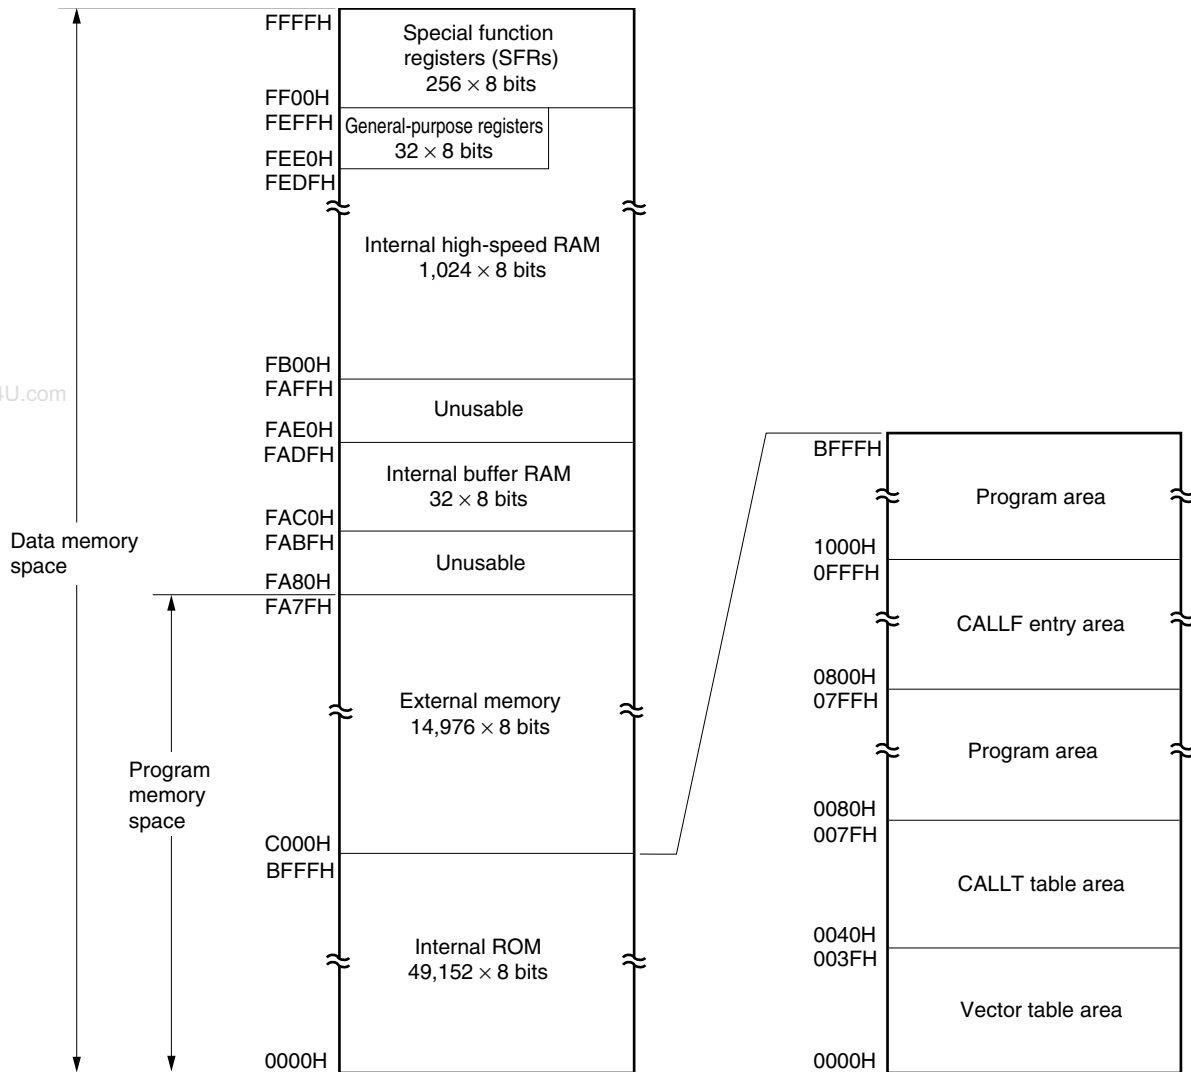 FFFFH
Special function
registers (SFRs)
256 × 8 bits
FF00H
FEFFH
General-purpose registers
32 × 8 bits
FEE0H
FEDFH
Internal high-speed RAM
1,024 × 8 bits
FB00H
FAFFH
Unusable
FAE0H
FADFH
Internal buffer RAM
32 × 8 bits
FAC0H
FABFH
Unusable
FA80H
FA7FH
Data memory
space
External memory
14,976 × 8 bits
Program
memory
space
C000H
BFFFH
Internal ROM
49,152 × 8 bits
0000H
BFFFH
Program area
1000H
0FFFH
CALLF entry area
0800H
07FFH
Program area
0080H
007FH
CALLT table area
0040H
003FH
Vector table area
0000H
4U.com